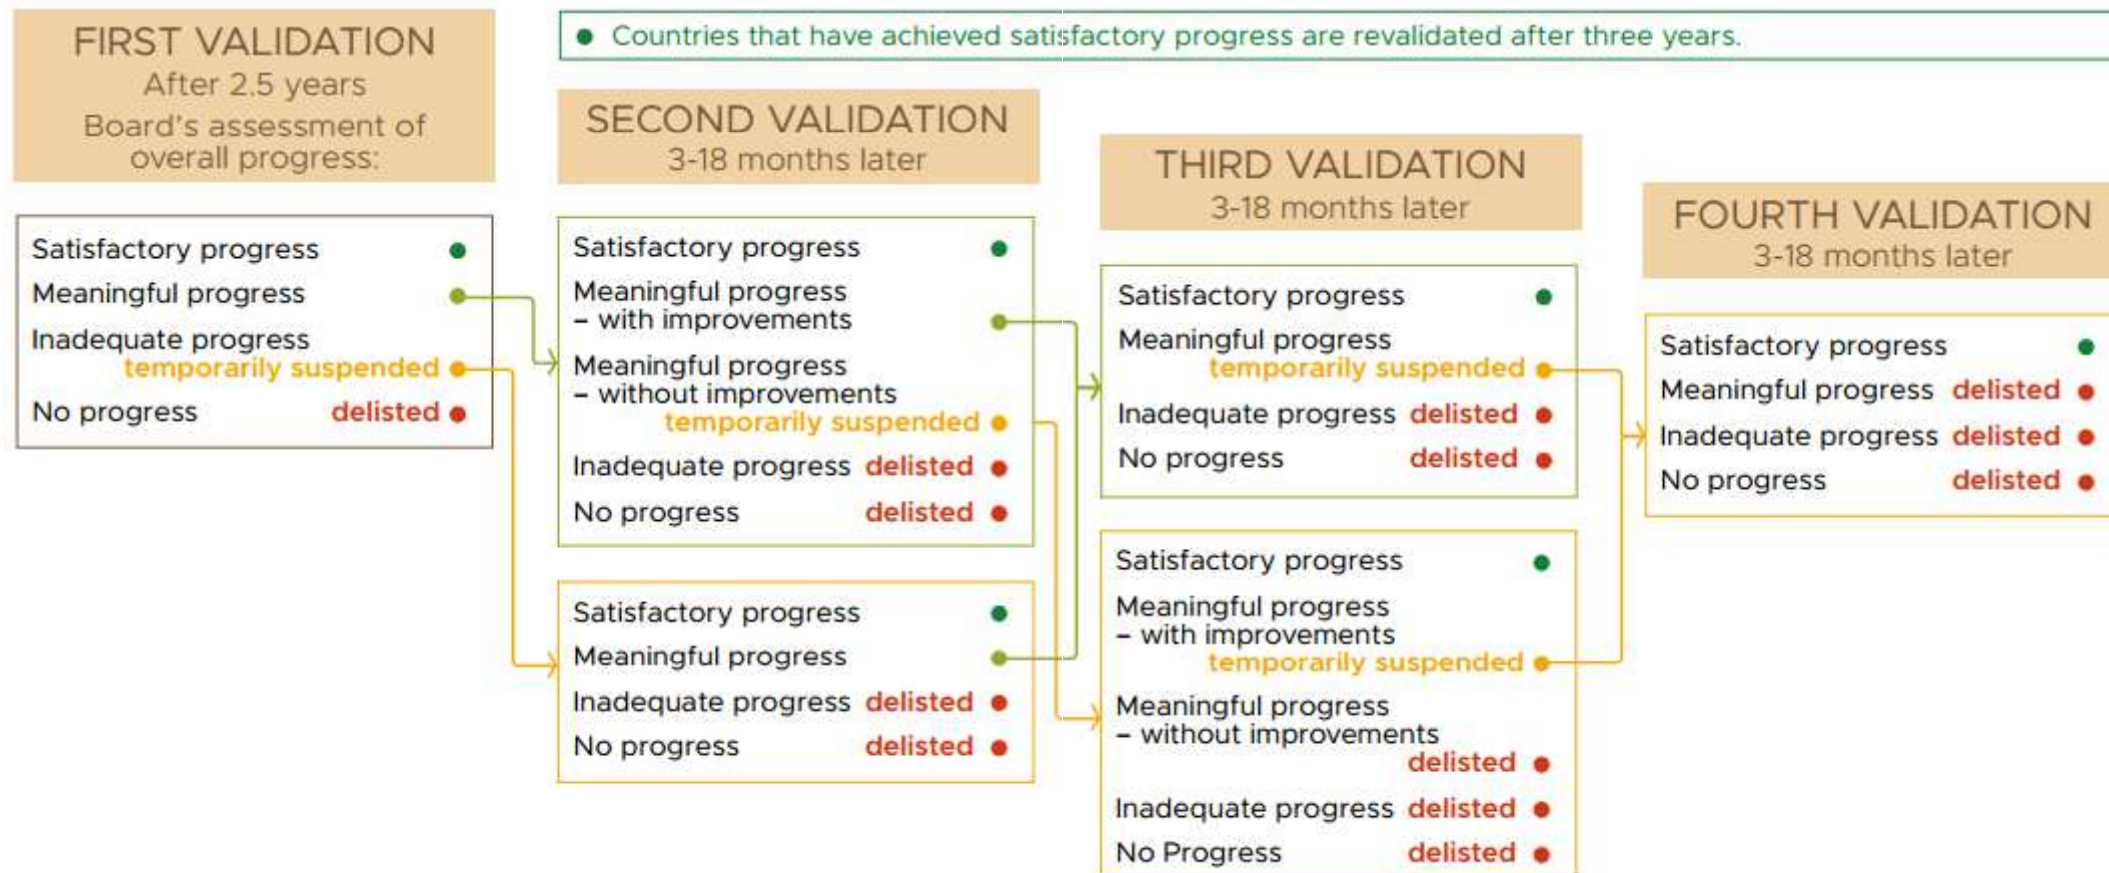 FIRST VALIDATION
After 2.5 years
Board's assessment of
overall progress:
Satisfactory progress
Meaningful progress
Inadequate progress
temporarily suspended
No progress delisted
Countries that have achieved satisfactory progress are revalidated after three years.
SECOND VALIDATION
3-18 months later
Satisfactory progress
Meaningful progress
– with improvements
Meaningful progress
– without improvements
temporarily suspended
Inadequate progress delisted
No progress delisted
Satisfactory progress
Meaningful progress
Inadequate progress delisted
No progress delisted
THIRD VALIDATION
3-18 months later
Satisfactory progress
Meaningful progress
temporarily suspended
Inadequate progress delisted
No progress delisted
Satisfactory progress
Meaningful progress
– with improvements
temporarily suspended
Meaningful progress
– without improvements
delisted
Inadequate progress delisted
No Progress delisted
FOURTH VALIDATION
3-18 months later
Satisfactory progress
Meaningful progress delisted
Inadequate progress delisted
No progress delisted